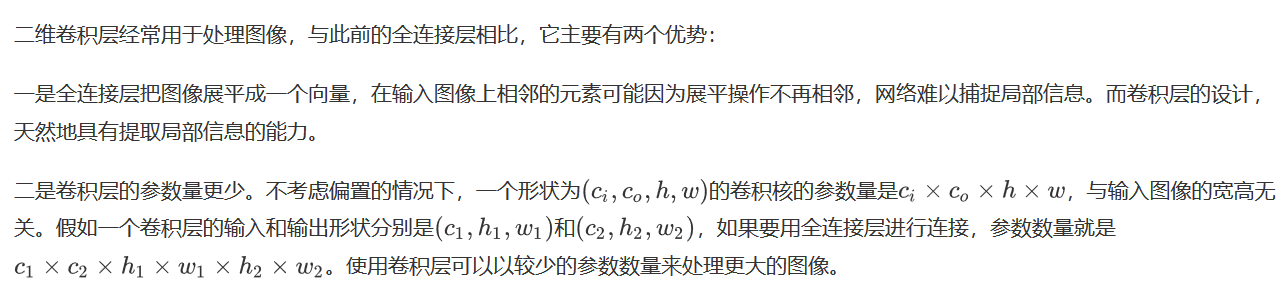 二维卷积层经常用于处理图像，与此前的全连接层相比，它主要有两个优势：
一是全连接层把图像展平成一个向量，在输入图像上相邻的元素可能因为展平操作不再相邻，网络难以捕捉局部信息。而卷积层的设计，
天然地具有提取局部信息的能力。
二是卷积层的参数量更少。不考虑偏置的情况下，一个形状为(c_i, c_o, h, w)的卷积核的参数量是c_i × c_o × h × w，与输入图像的宽高无
关。假如一个卷积层的输入和输出形状分别是(c_1, h_1, w_1)和(c_2, h_2, w_2)，如果要用全连接层进行连接，参数数量就是
c_1 × c_2 × h_1 × w_1 × h_2 × w_2。使用卷积层可以以较少的参数数量来处理更大的图像。